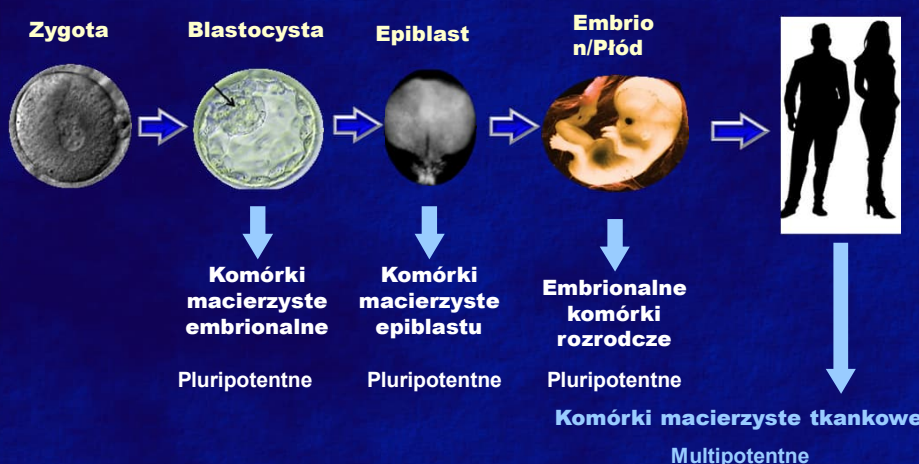 Zygota
Blastocysta
Epiblast
Embrio
n/Płód
Komórki
macierzyste
embrionalne
Komórki
macierzyste
epiblastu
Embrionalne
komórki
rozrodcze
Pluripotentne
Pluripotentne
Pluripotentne
Komórki macierzyste tkankowe
Multipotentne